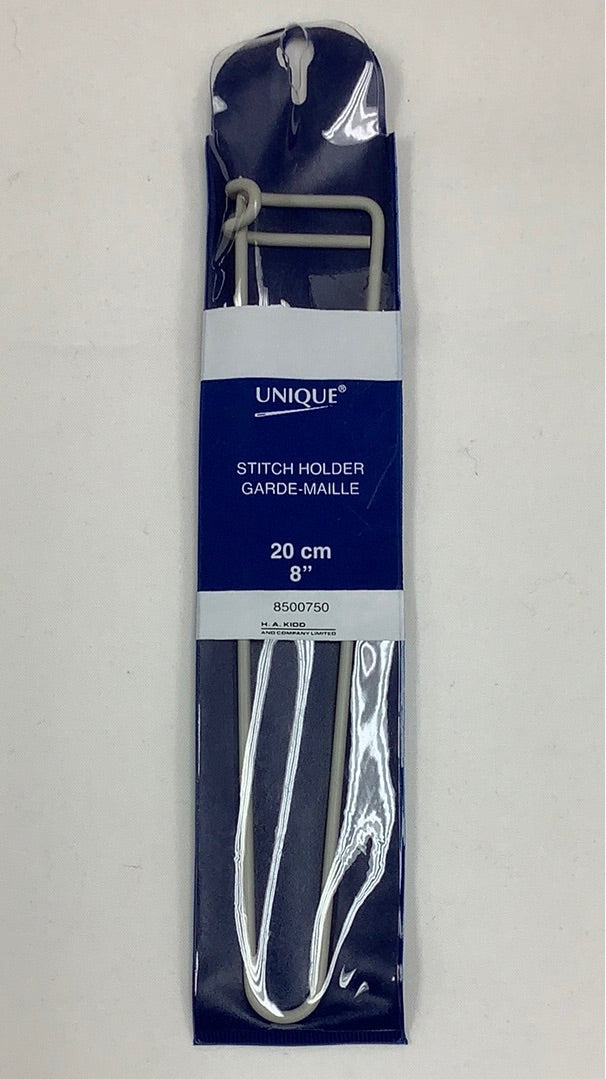 UNIQUE®
STITCH HOLDER
GARDE-MAILLE
20 cm
8”
8500750
H. A. KIDD
AND COMPANY LIMITED